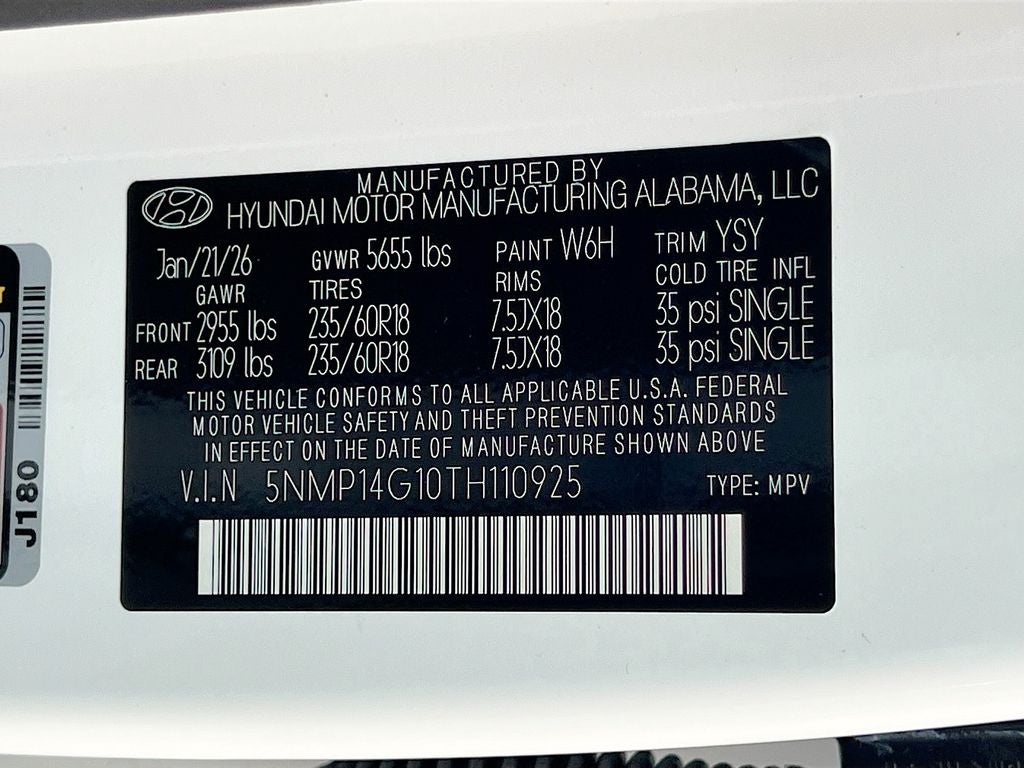 MANUFACTURED BY
HYUNDAI MOTOR MANUFACTURING ALABAMA, LLC
Jan/21/26 GVWR 5655 lbs PAINT W6H TRIM YSY
GAWR TIRES RIMS COLD TIRE INFL
FRONT 2955 lbs 235/60R18 7.5JX18 35 psi SINGLE
REAR 3109 lbs 235/60R18 7.5JX18 35 psi SINGLE
THIS VEHICLE CONFORMS TO ALL APPLICABLE U.S.A. FEDERAL
MOTOR VEHICLE SAFETY AND THEFT PREVENTION STANDARDS
IN EFFECT ON THE DATE OF MANUFACTURE SHOWN ABOVE
V.I.N 5NMP14G10TH110925 TYPE: MPV
J180